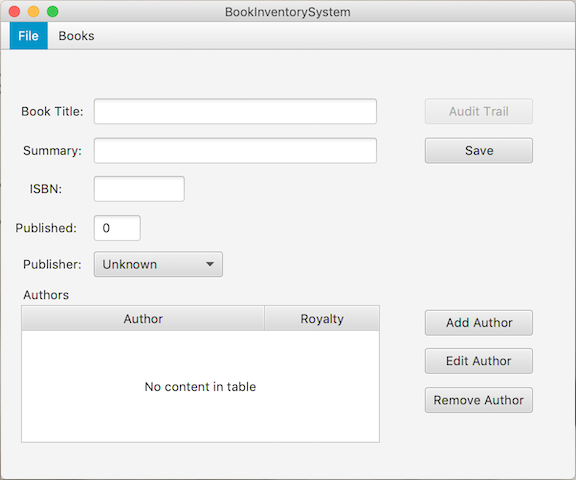 BookInventorySystem
File Books
Book Title:
Audit Trail
Summary:
Save
ISBN:
Published: 0
Publisher: Unknown
Authors
Author Royalty
No content in table
Add Author
Edit Author
Remove Author